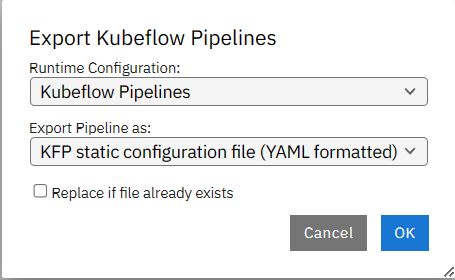 Export Kubeflow Pipelines
Runtime Configuration:
Kubeflow Pipelines
Export Pipeline as:
KFP static configuration file (YAML formatted)
Replace if file already exists
Cancel OK